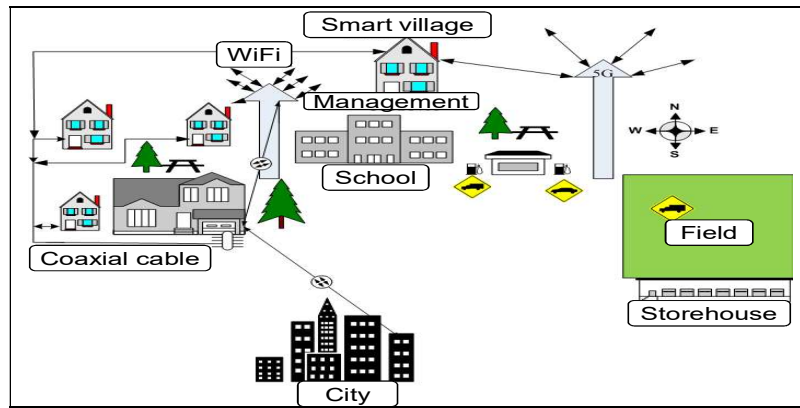 Smart village
WiFi
5G
Management
N
W E
S
School
Field
Coaxial cable
Storehouse
City